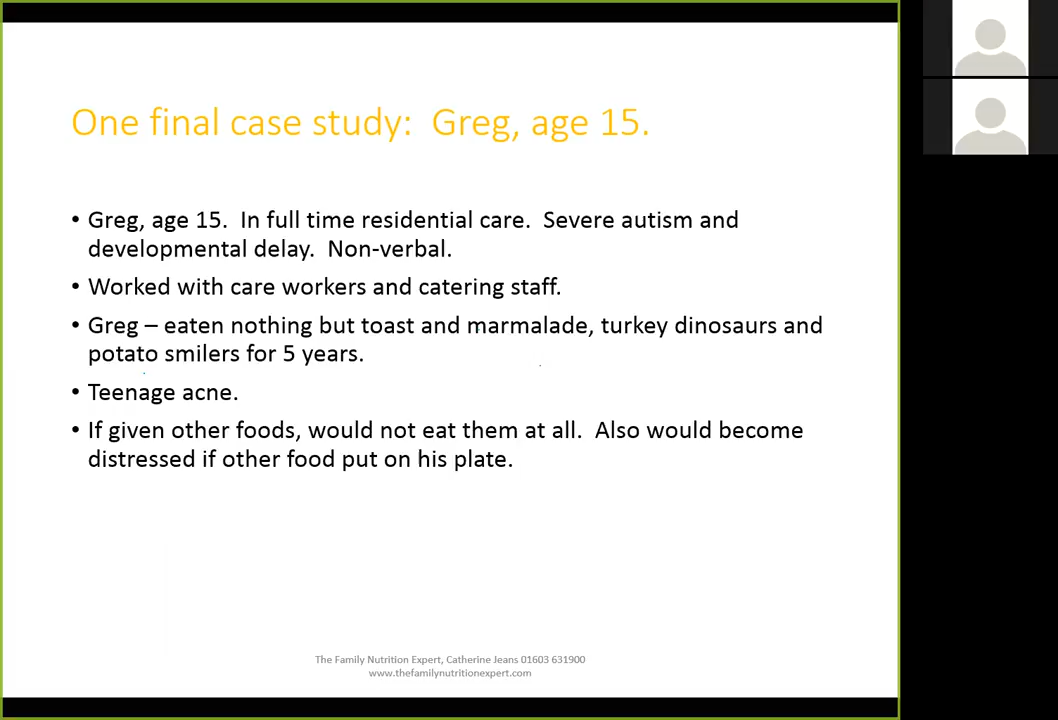 One final case study: Greg, age 15.
• Greg, age 15. In full time residential care. Severe autism and
developmental delay. Non-verbal.
• Worked with care workers and catering staff.
• Greg – eaten nothing but toast and marmalade, turkey dinosaurs and
potato smilers for 5 years.
• Teenage acne.
• If given other foods, would not eat them at all. Also would become
distressed if other food put on his plate.
The Family Nutrition Expert, Catherine Jeans 01603 631900
www.thefamilynutritionexpert.com